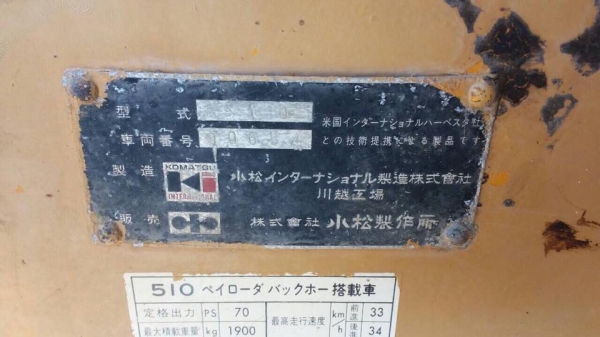 型式
米国インターナショナルハーベスタ社
車両番号
との技術提携による製品です
製造 KOMATSU INTERNATIONAL 小松インターナショナル製造株式会社
川越工場
販売 株式会社 小松製作所
510 ペイローダ バックホー 搭載車
定格出力 PS 70 最高走行速度 km/h 前進 33
最大積載重量 kg 1900 後進 34